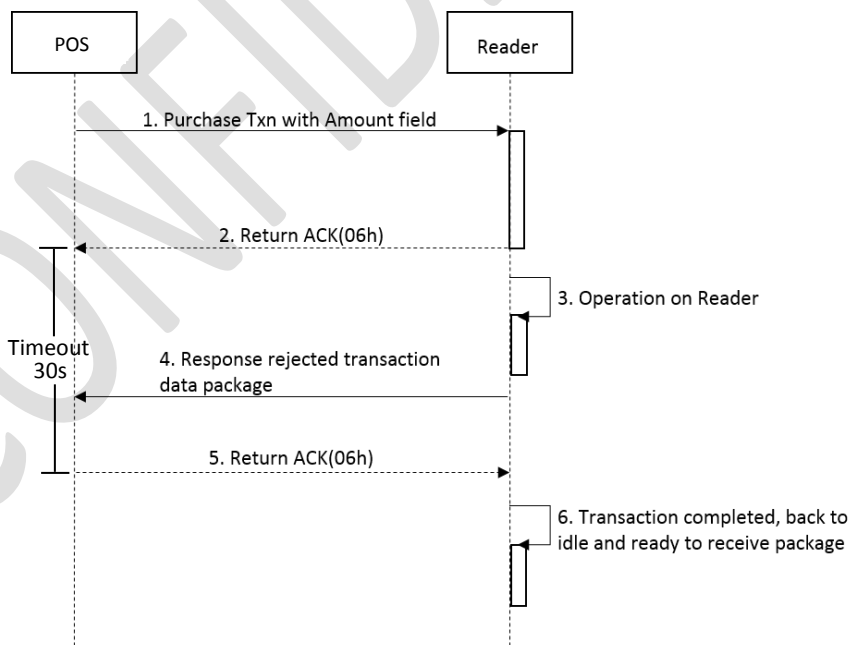 POS
Reader
1. Purchase Txn with Amount field
2. Return ACK(06h)
3. Operation on Reader
Timeout
30s
4. Response rejected transaction
data package
5. Return ACK(06h)
6. Transaction completed, back to
idle and ready to receive package